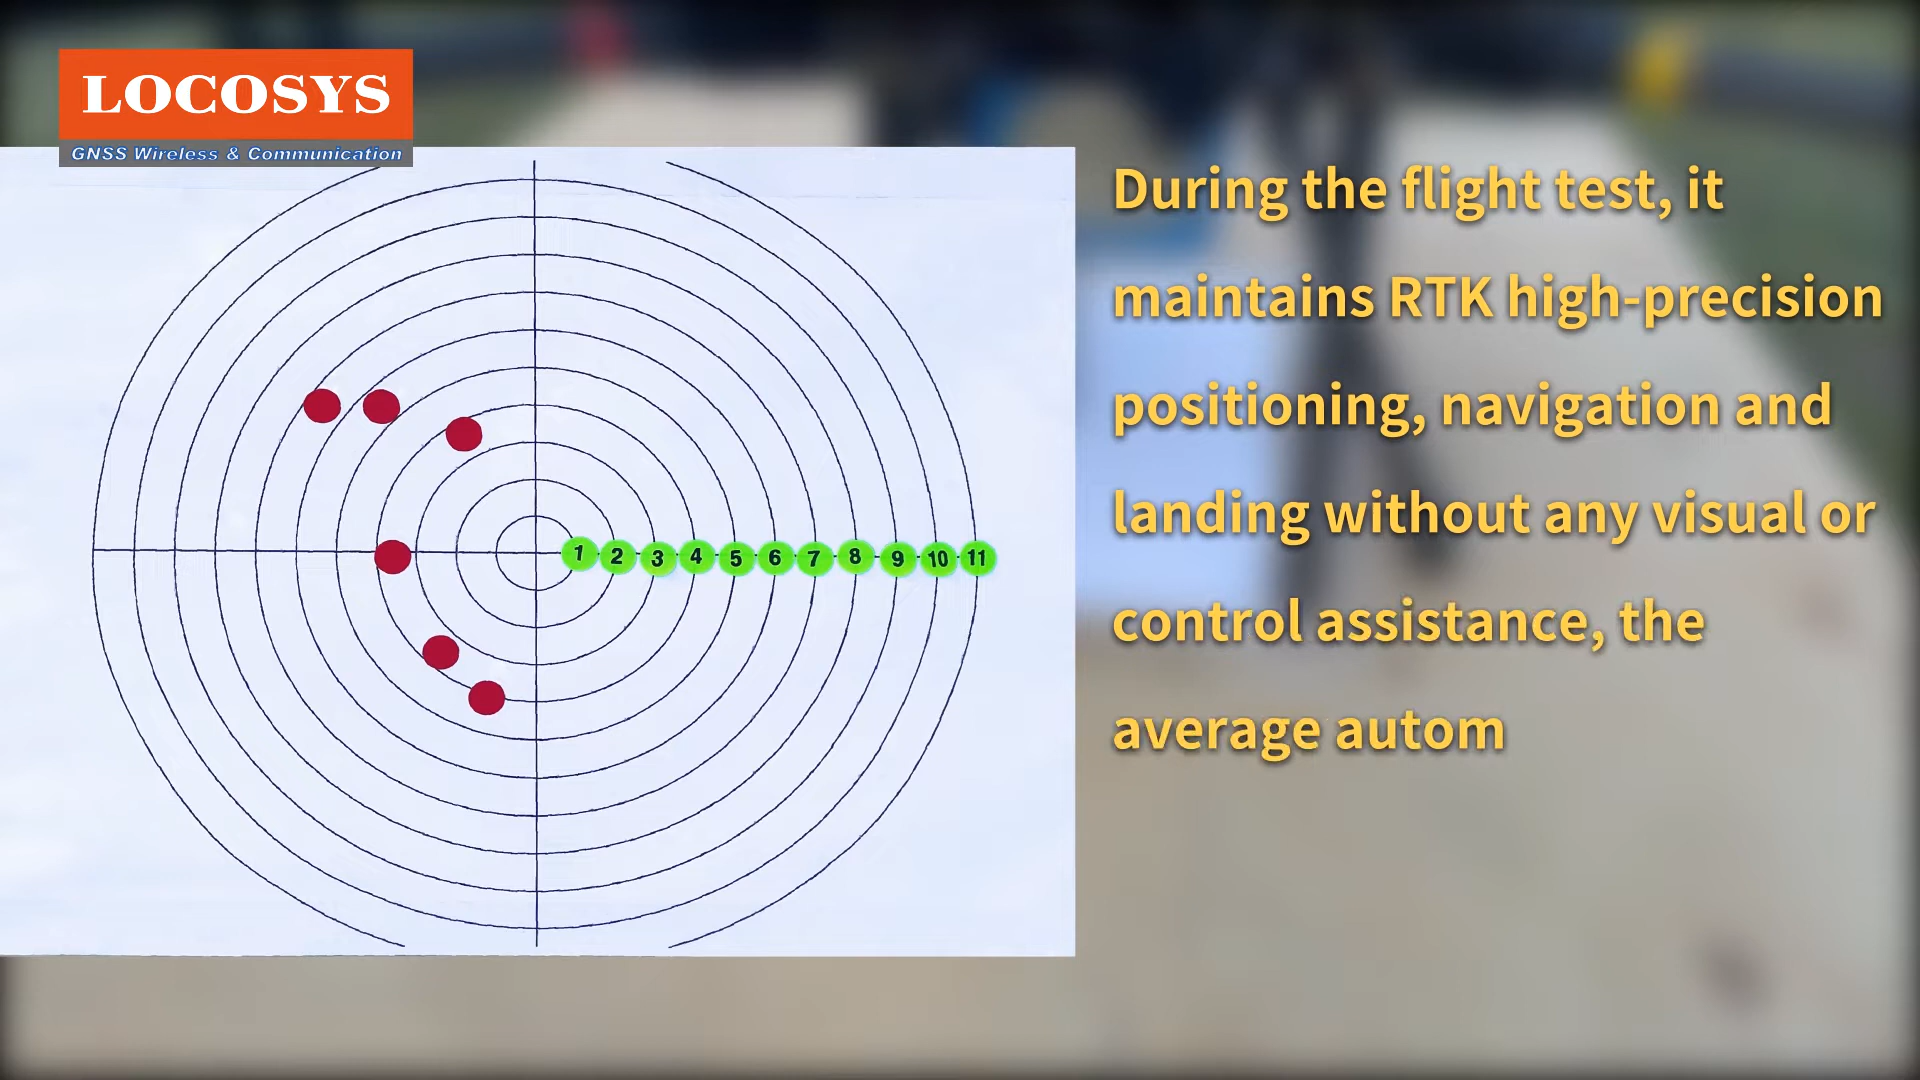 LOCOSYS
GNSS Wireless & Communication
During the flight test, it
maintains RTK high-precision
positioning, navigation and
landing without any visual or
control assistance, the
average autom
1 2 3 4 5 6 7 8 9 10 11